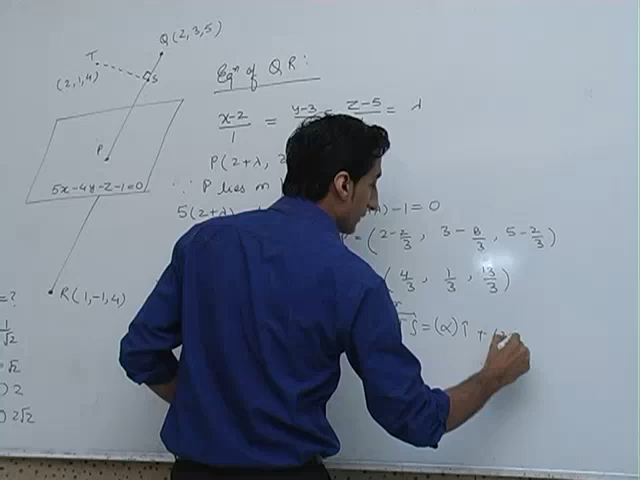 Q(2,3,5)
T
S
(2,1,4)
P
5x-4y-z-1=0
R(1,-1,4)
=?
1/√2
=√2
) 2
) 2√2
Eqⁿ of QR:
(x-2)/1 = (y-3) = (z-5) = λ
P(2+λ, 2
∵ P lies on
5(2+λ) λ)-1=0
= (2-2/3, 3-8/3, 5-2/3)
(4/3, 1/3, 13/3)
= (α) î +